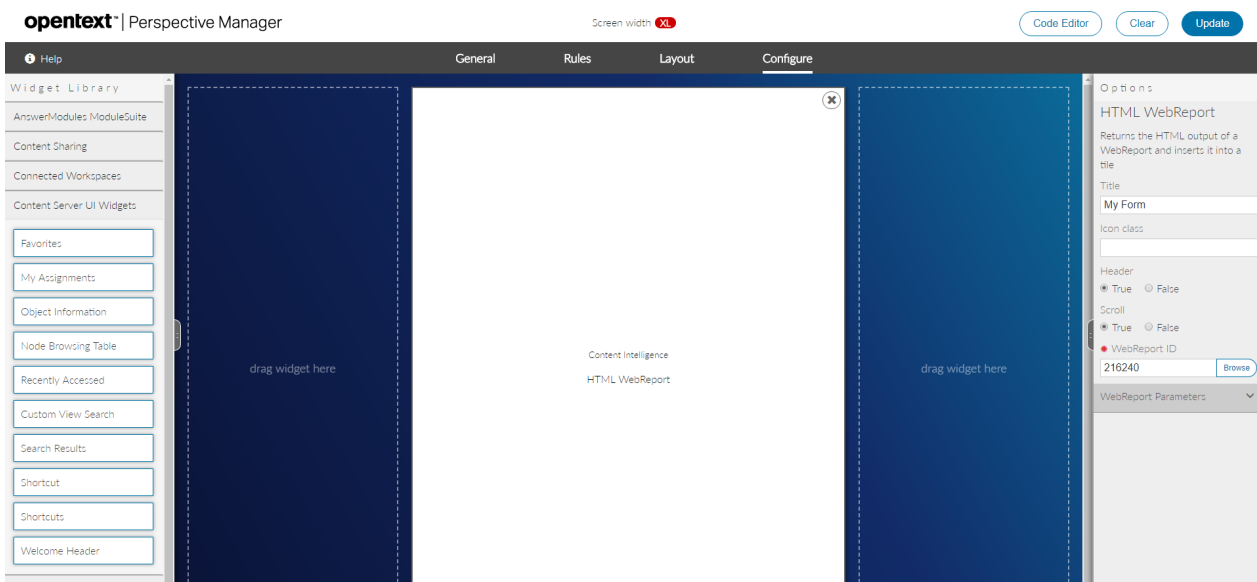 opentext™ | Perspective Manager
Screen width XL
Code Editor
Clear
Update
Help
General
Rules
Layout
Configure
Widget Library
AnswerModules ModuleSuite
Content Sharing
Connected Workspaces
Content Server UI Widgets
Favorites
My Assignments
Object Information
Node Browsing Table
Recently Accessed
Custom View Search
Search Results
Shortcut
Shortcuts
Welcome Header
drag widget here
Content Intelligence
HTML WebReport
drag widget here
Options
HTML WebReport
Returns the HTML output of a
WebReport and inserts it into a
tile
Title
My Form
Icon class
Header
True False
Scroll
True False
WebReport ID
216240
Browse
WebReport Parameters